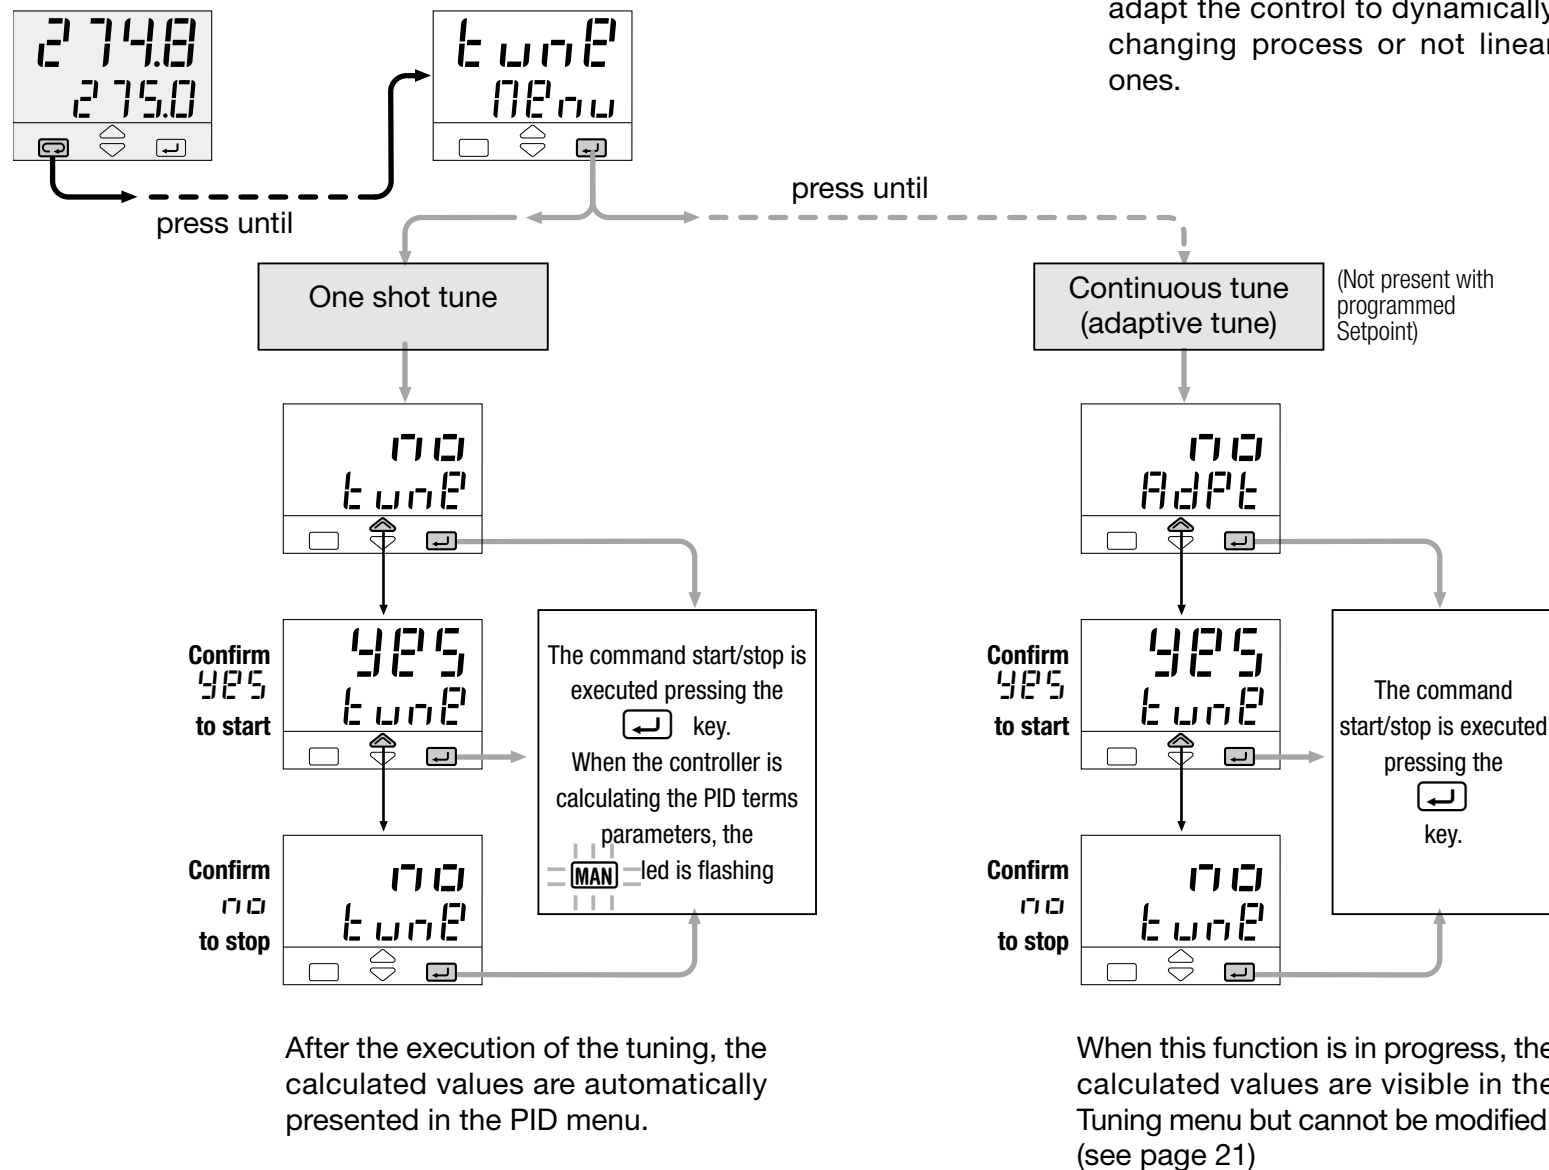 adapt the control to dynamically
changing process or not linear
ones.
274.8
275.0
tunE
MEnu
press until
press until
One shot tune
Continuous tune
(adaptive tune)
(Not present with
programmed
Setpoint)
no
tunE
Confirm
YES
to start
YES
tunE
The command start/stop is
executed pressing the
key.
When the controller is
calculating the PID terms
parameters, the
MAN led is flashing
Confirm
no
to stop
no
tunE
After the execution of the tuning, the
calculated values are automatically
presented in the PID menu.
no
AdPt
Confirm
YES
to start
YES
tunE
The command
start/stop is executed
pressing the
key.
Confirm
no
to stop
no
tunE
When this function is in progress, the
calculated values are visible in the
Tuning menu but cannot be modified
(see page 21)